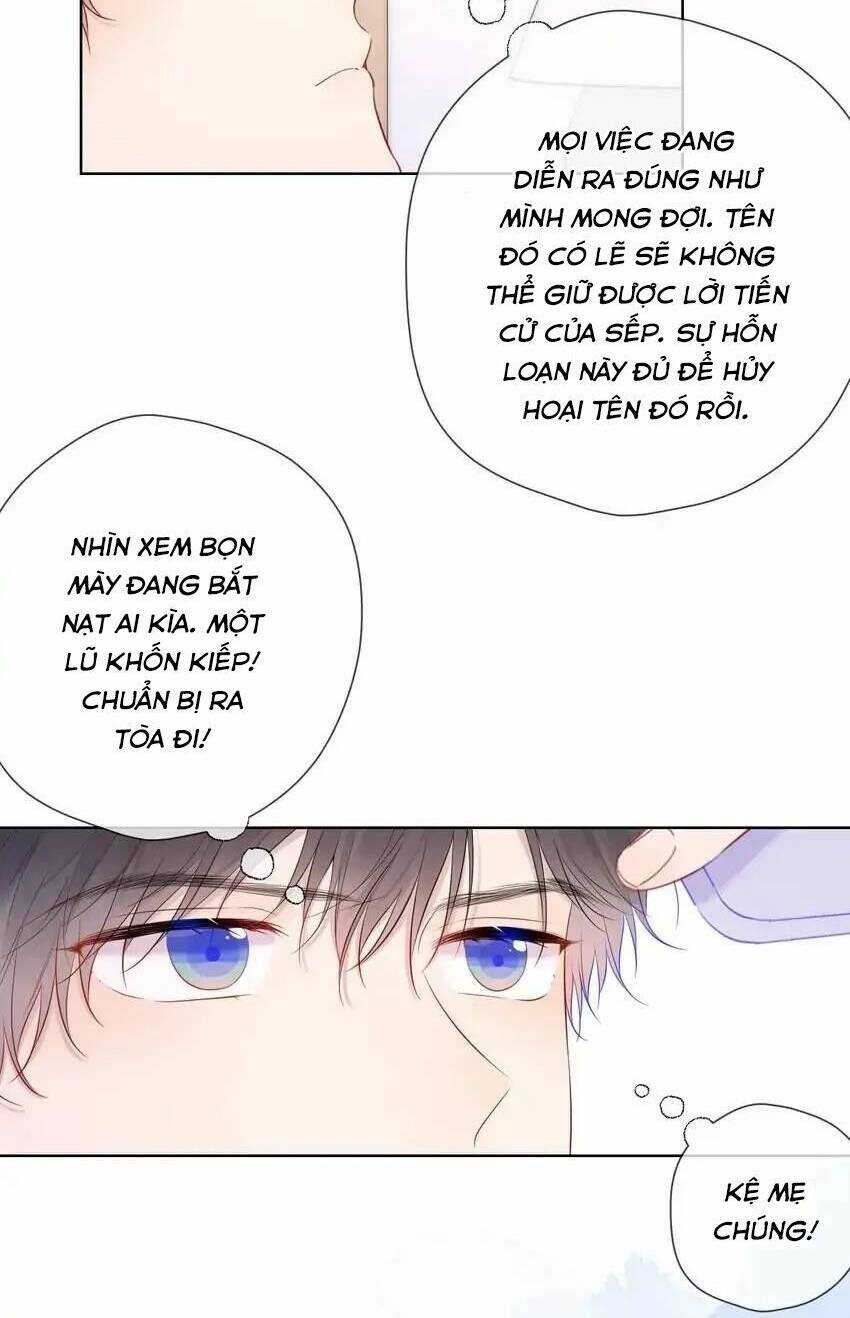 MỌI VIỆC ĐANG
DIỄN RA ĐÚNG NHƯ
MÌNH MONG ĐỢI. TÊN
ĐÓ CÓ LẼ SẼ KHÔNG
THỂ GIỮ ĐƯỢC LỜI TIẾN
CỬ CỦA SẾP. SỰ HỖN
LOẠN NÀY ĐỦ ĐỂ HỦY
HOẠI TÊN ĐÓ RỒI.
NHÌN XEM BỌN
MÀY ĐANG BẮT
NẠT AI KÌA. MỘT
LŨ KHỐN KIẾP!
CHUẨN BỊ RA
TÒA ĐI!
KỆ MẸ
CHÚNG!